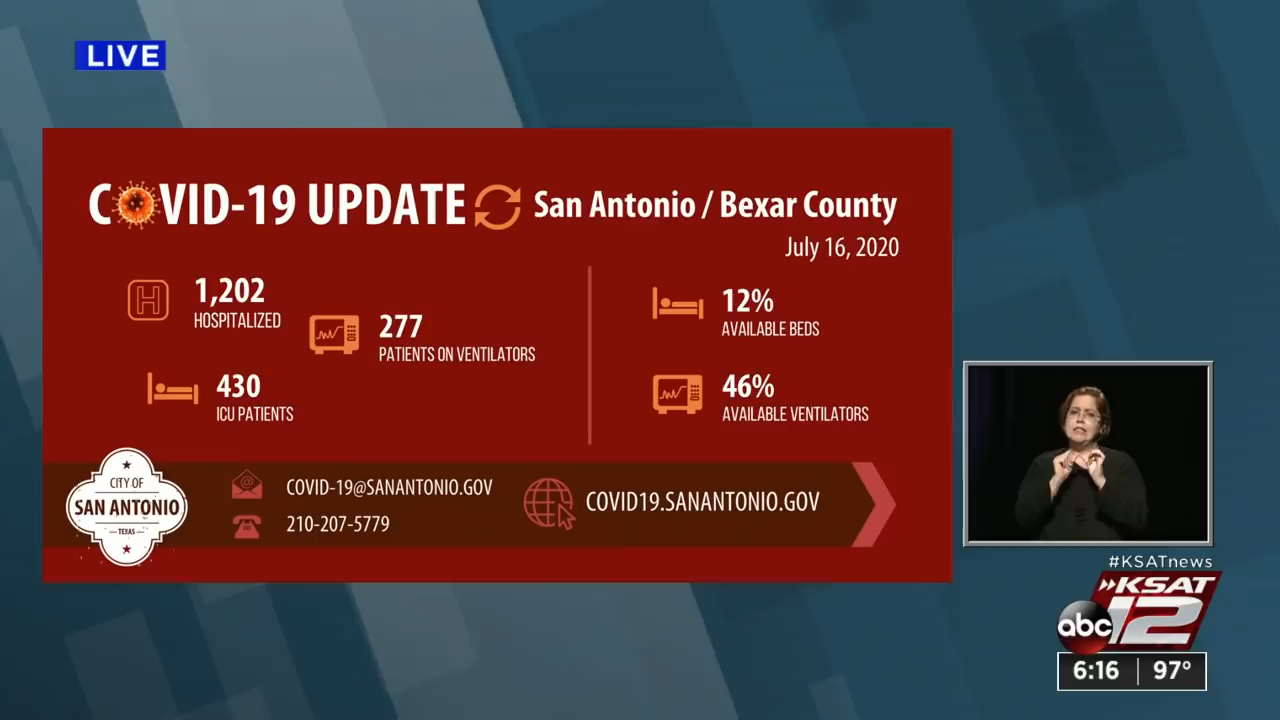 LIVE
COVID-19 UPDATE
San Antonio / Bexar County
July 16, 2020
H
1,202
HOSPITALIZED
277
PATIENTS ON VENTILATORS
430
ICU PATIENTS
12%
AVAILABLE BEDS
46%
AVAILABLE VENTILATORS
CITY OF
SAN ANTONIO
TEXAS
@
COVID-19@SANANTONIO.GOV
210-207-5779
COVID19.SANANTONIO.GOV
#KSATnews
KSAT
abc 12
6:16 97°